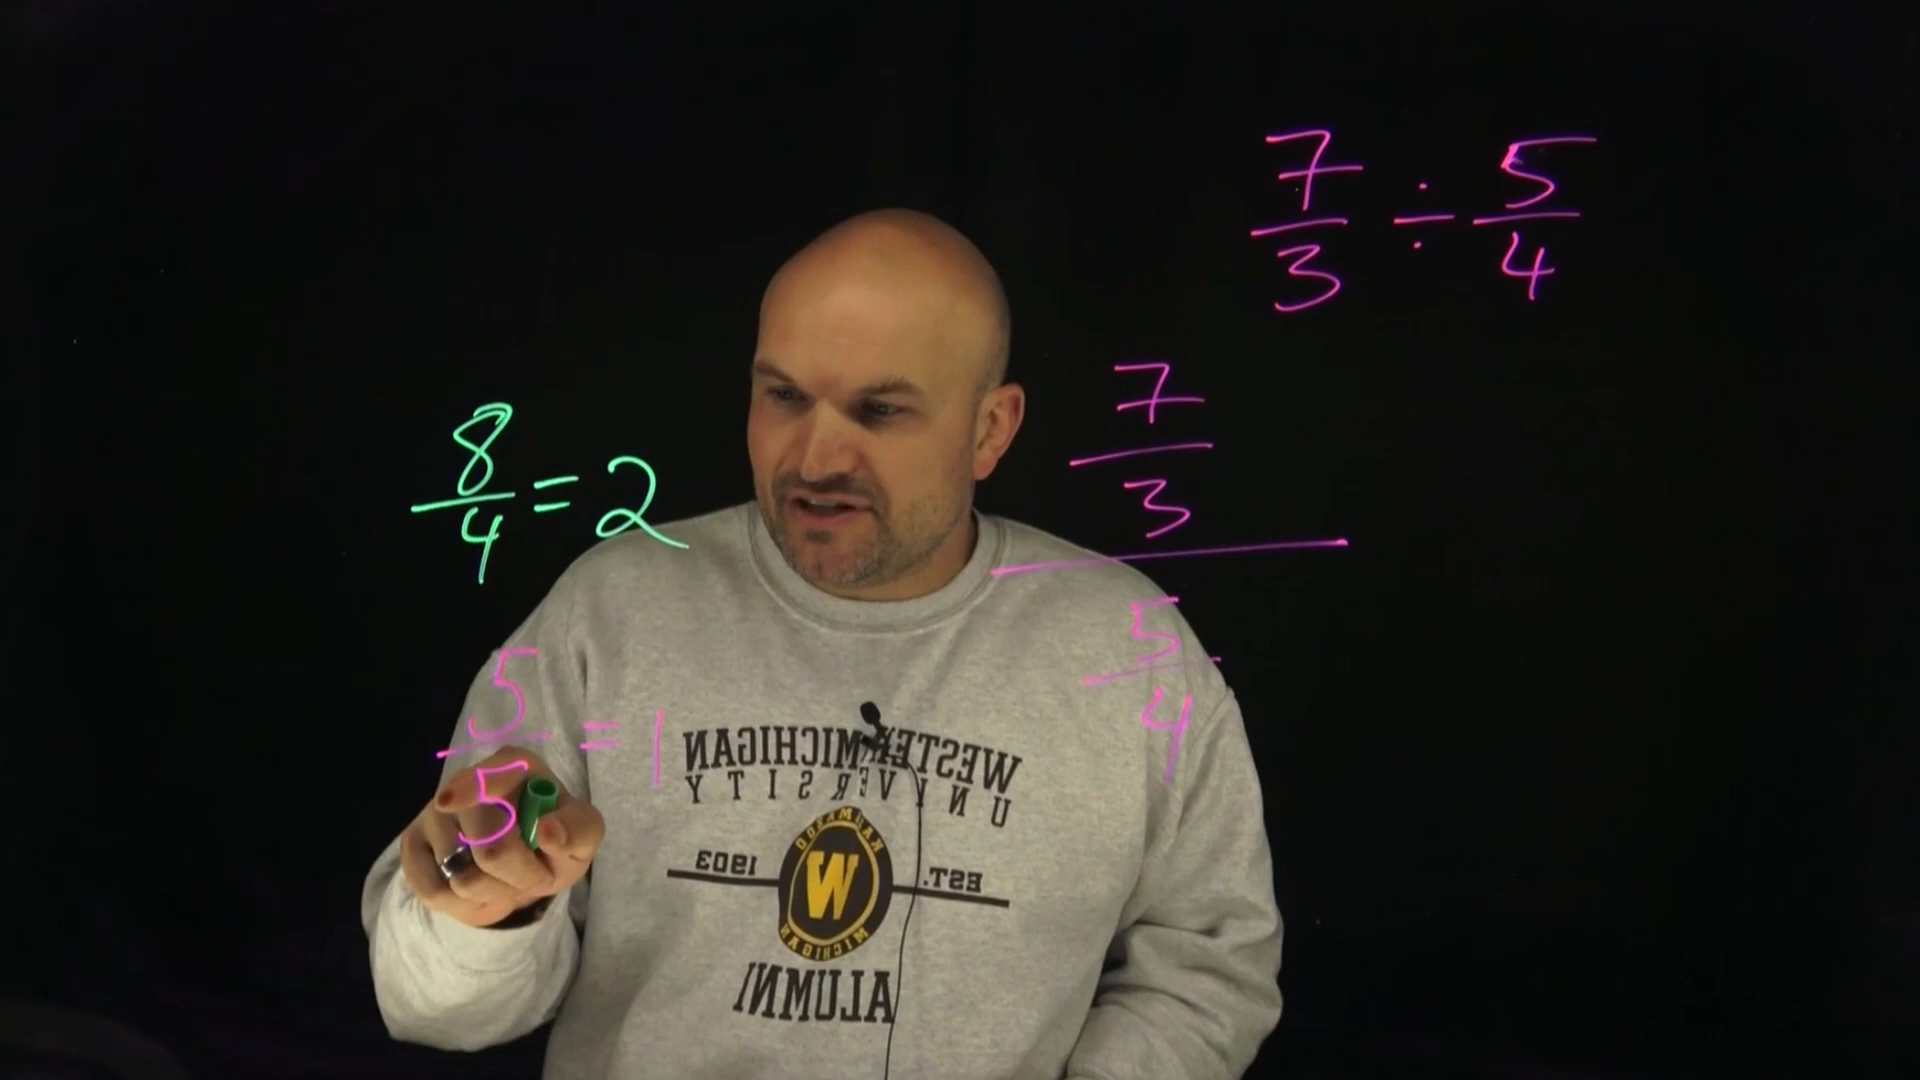 7/3 ÷ 5/4
7/3
5/4
8/4 = 2
5/5 = 1
WESTERN MICHIGAN
UNIVERSITY
EST. 1903
KALAMAZOO
W
MICHIGAN
ALUMNI